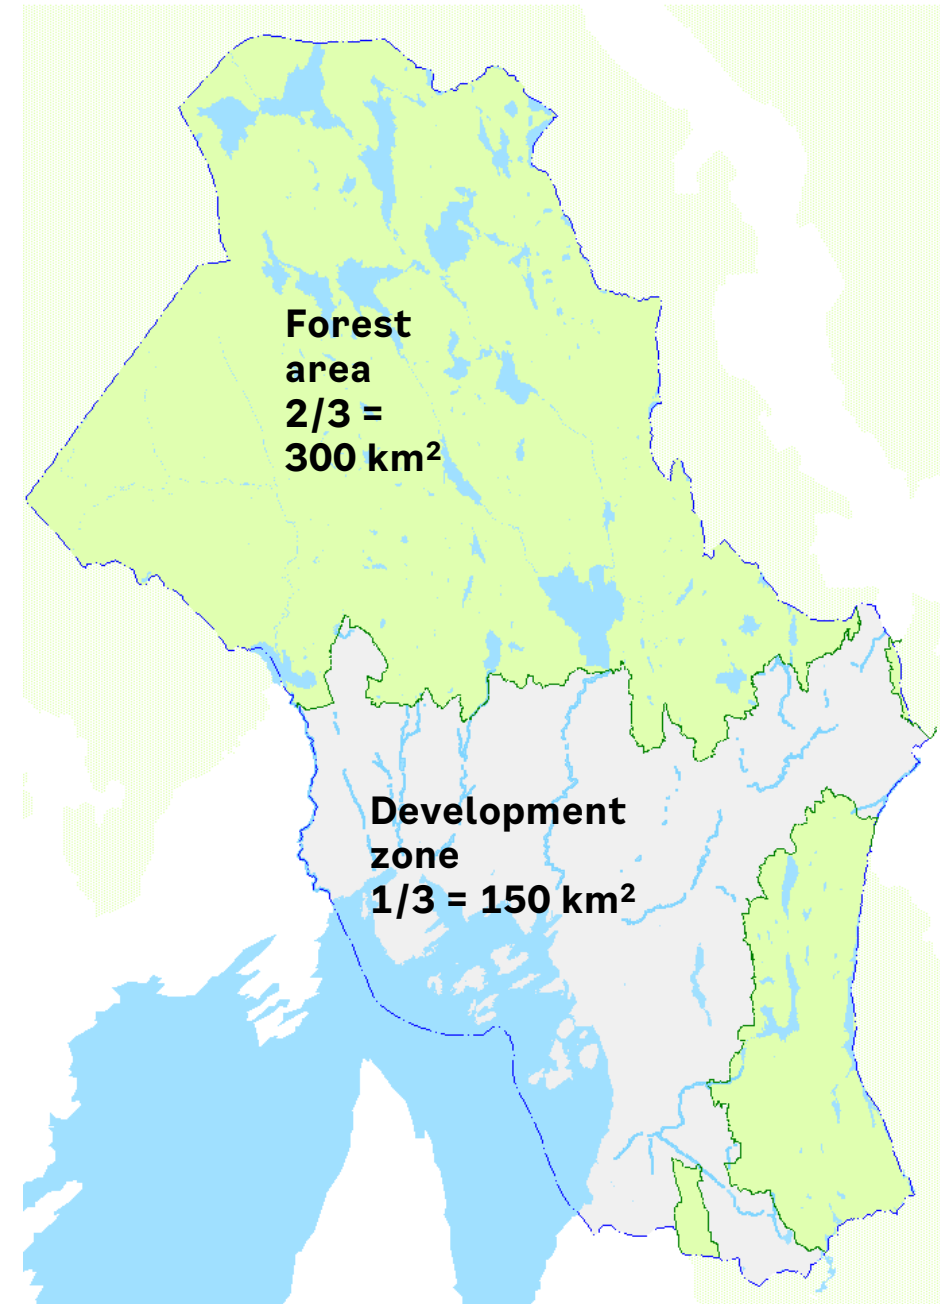 Forest
area
2/3 =
300 km²
Development
zone
1/3 = 150 km²